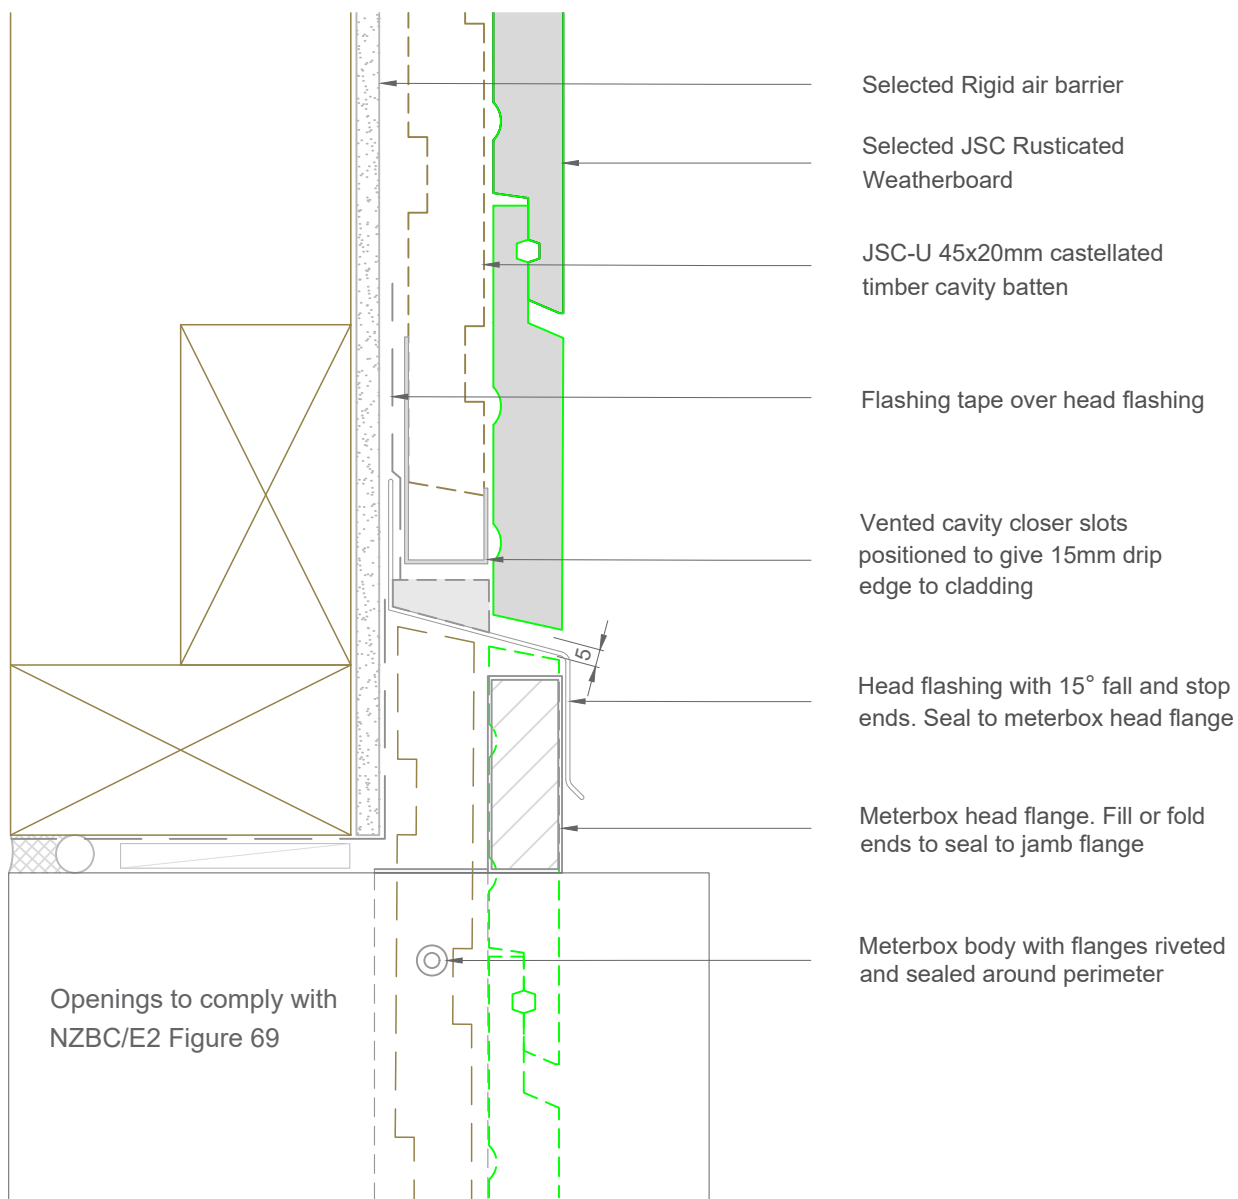 Selected Rigid air barrier
Selected JSC Rusticated
Weatherboard
JSC-U 45x20mm castellated
timber cavity batten
Flashing tape over head flashing
Vented cavity closer slots
positioned to give 15mm drip
edge to cladding
5
Head flashing with 15° fall and stop
ends. Seal to meterbox head flange
Meterbox head flange. Fill or fold
ends to seal to jamb flange
Meterbox body with flanges riveted
and sealed around perimeter
Openings to comply with
NZBC/E2 Figure 69